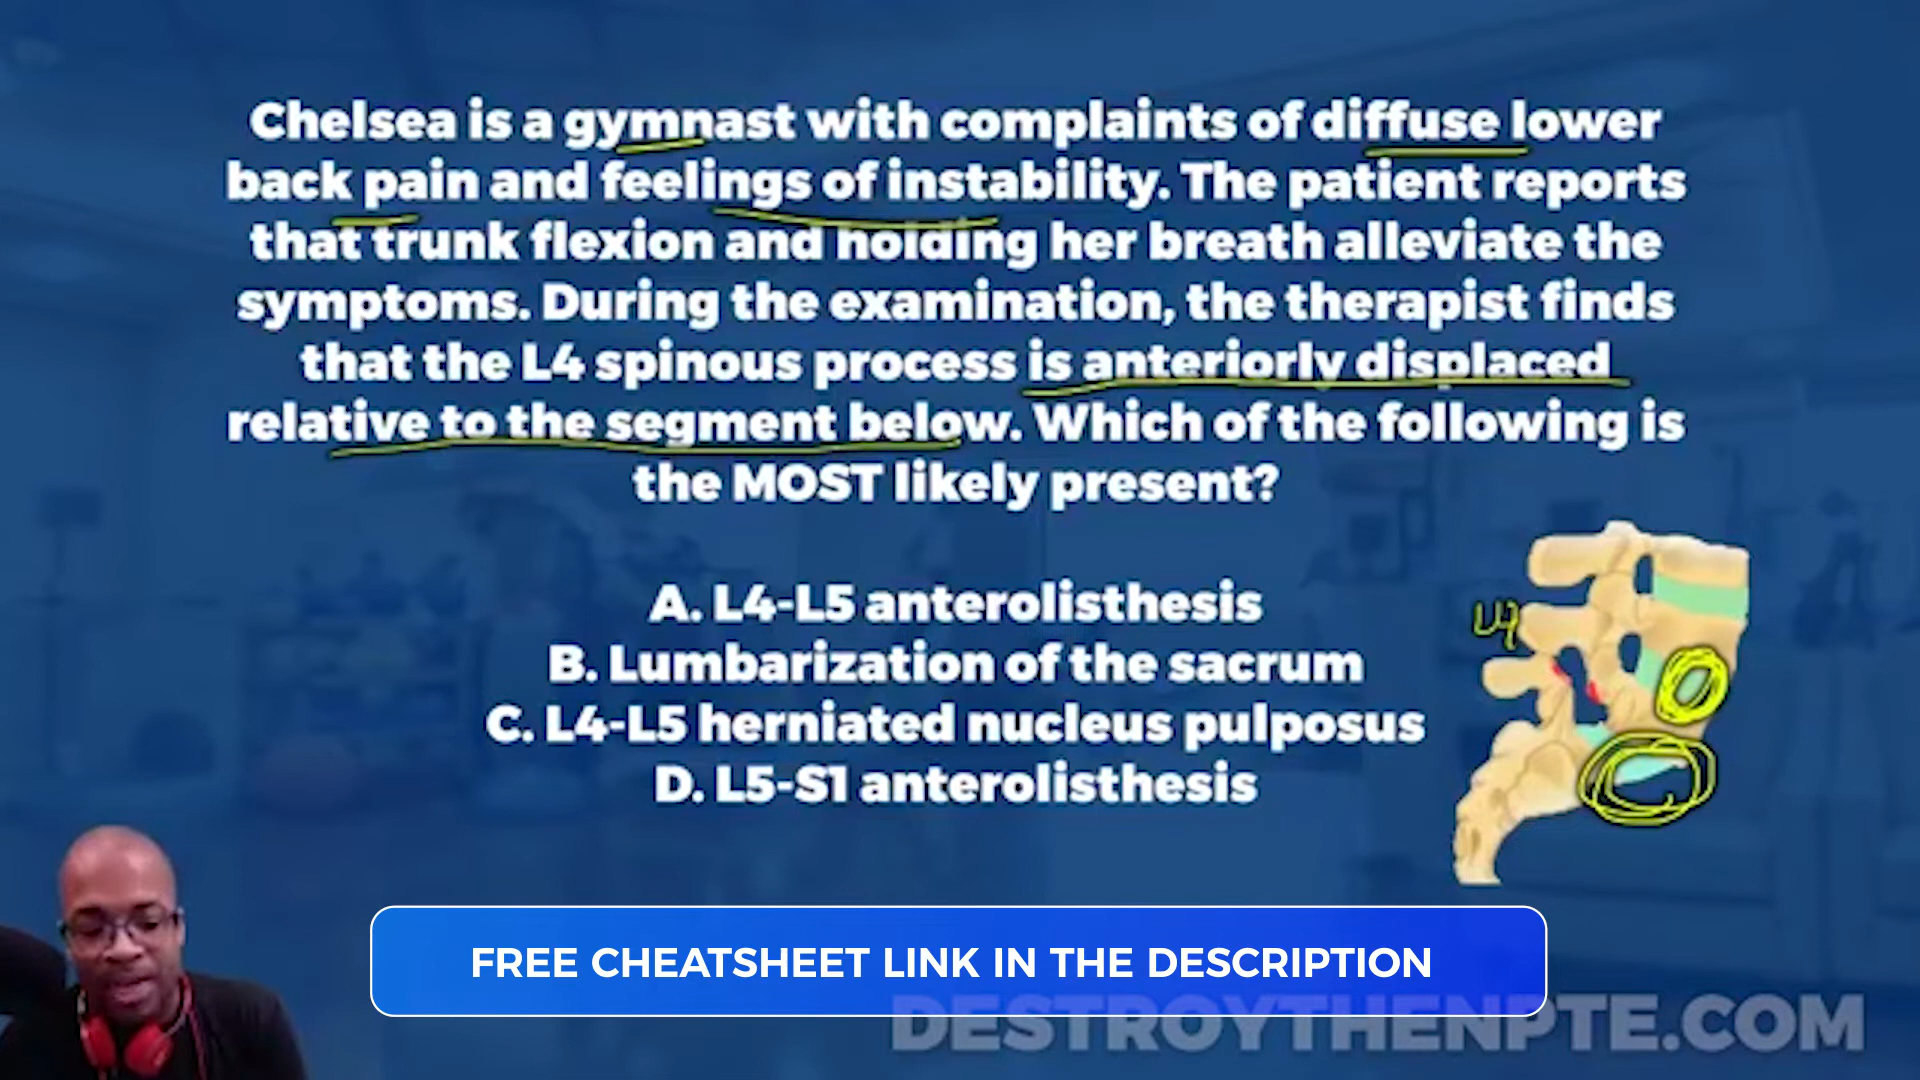 Chelsea is a gymnast with complaints of diffuse lower
back pain and feelings of instability. The patient reports
that trunk flexion and holding her breath alleviate the
symptoms. During the examination, the therapist finds
that the L4 spinous process is anteriorly displaced
relative to the segment below. Which of the following is
the MOST likely present?
A. L4-L5 anterolisthesis
B. Lumbarization of the sacrum
C. L4-L5 herniated nucleus pulposus
D. L5-S1 anterolisthesis
L4
FREE CHEATSHEET LINK IN THE DESCRIPTION
DESTROYTHENPTE.COM